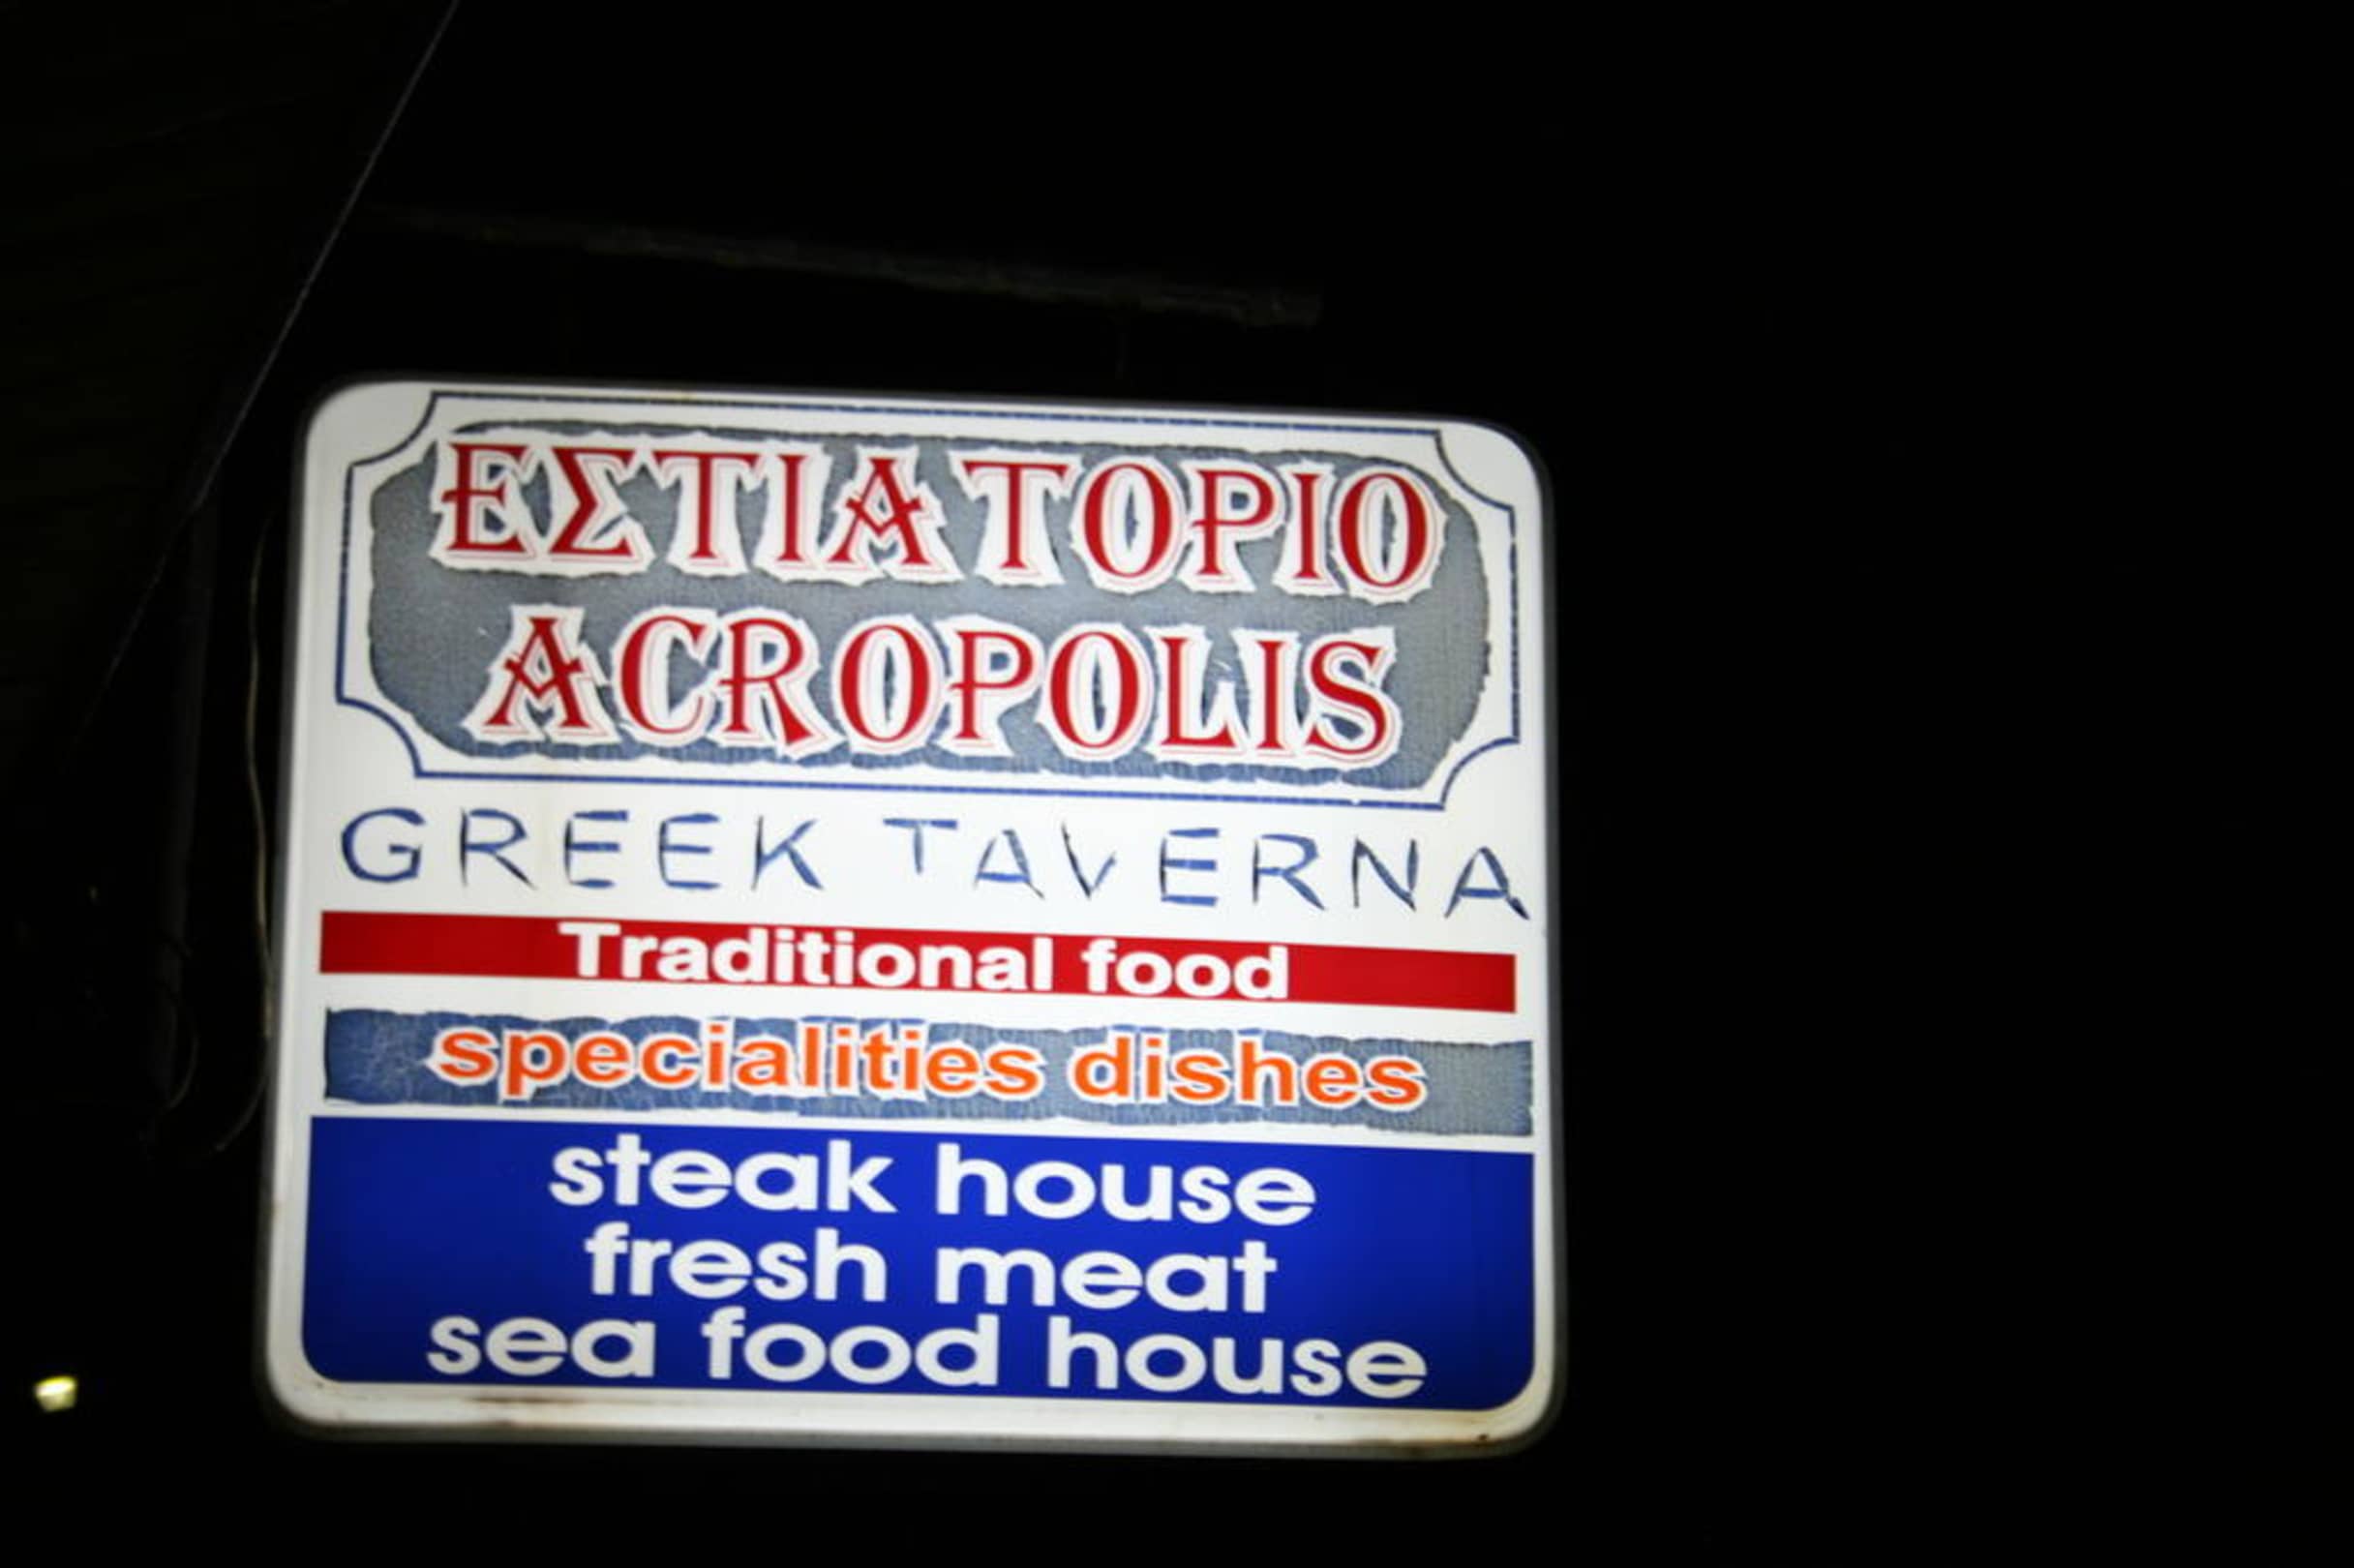 ΕΣΤΙΑΤΟΡΙΟ
ACROPOLIS
GREEK TAVERNA
Traditional food
specialities dishes
steak house
fresh meat
sea food house